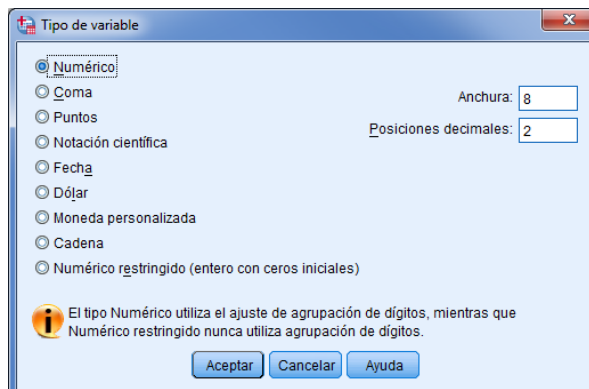 Tipo de variable
Numérico
Coma
Puntos
Notación científica
Fecha
Dólar
Moneda personalizada
Cadena
Numérico restringido (entero con ceros iniciales)
Anchura: 8
Posiciones decimales: 2
El tipo Numérico utiliza el ajuste de agrupación de dígitos, mientras que
Numérico restringido nunca utiliza agrupación de dígitos.
Aceptar Cancelar Ayuda